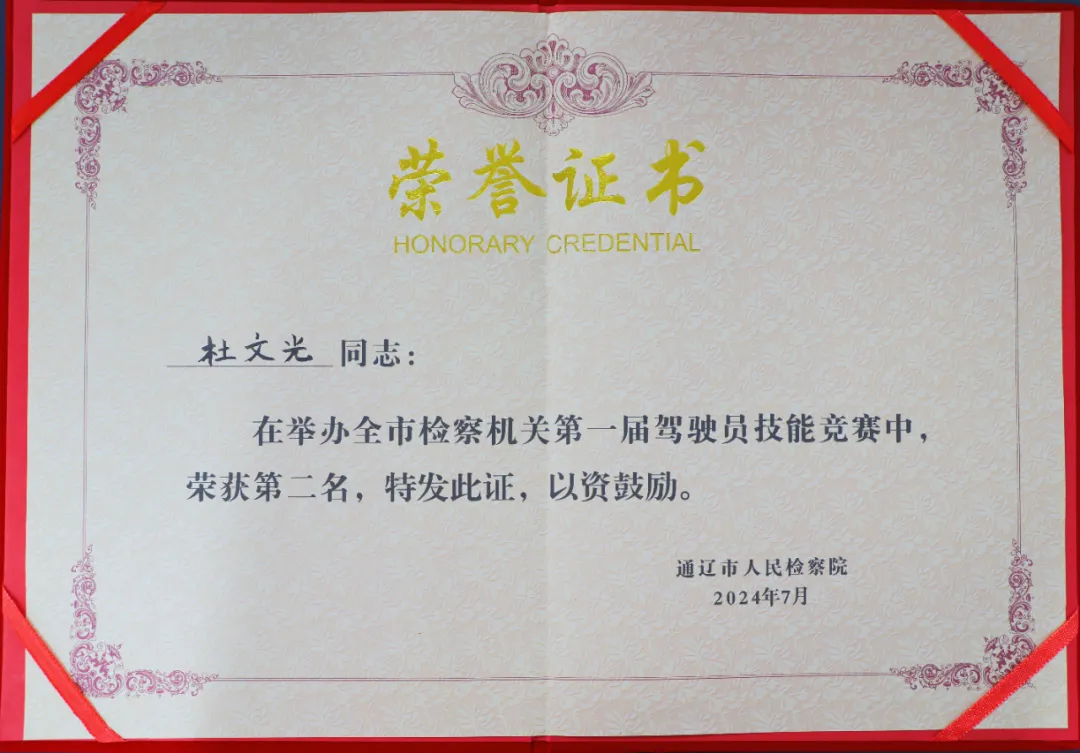 荣誉证书
HONORARY CREDENTIAL
杜文光 同志：
在举办全市检察机关第一届驾驶员技能竞赛中，
荣获第二名，特发此证，以资鼓励。
通辽市人民检察院
2024年7月